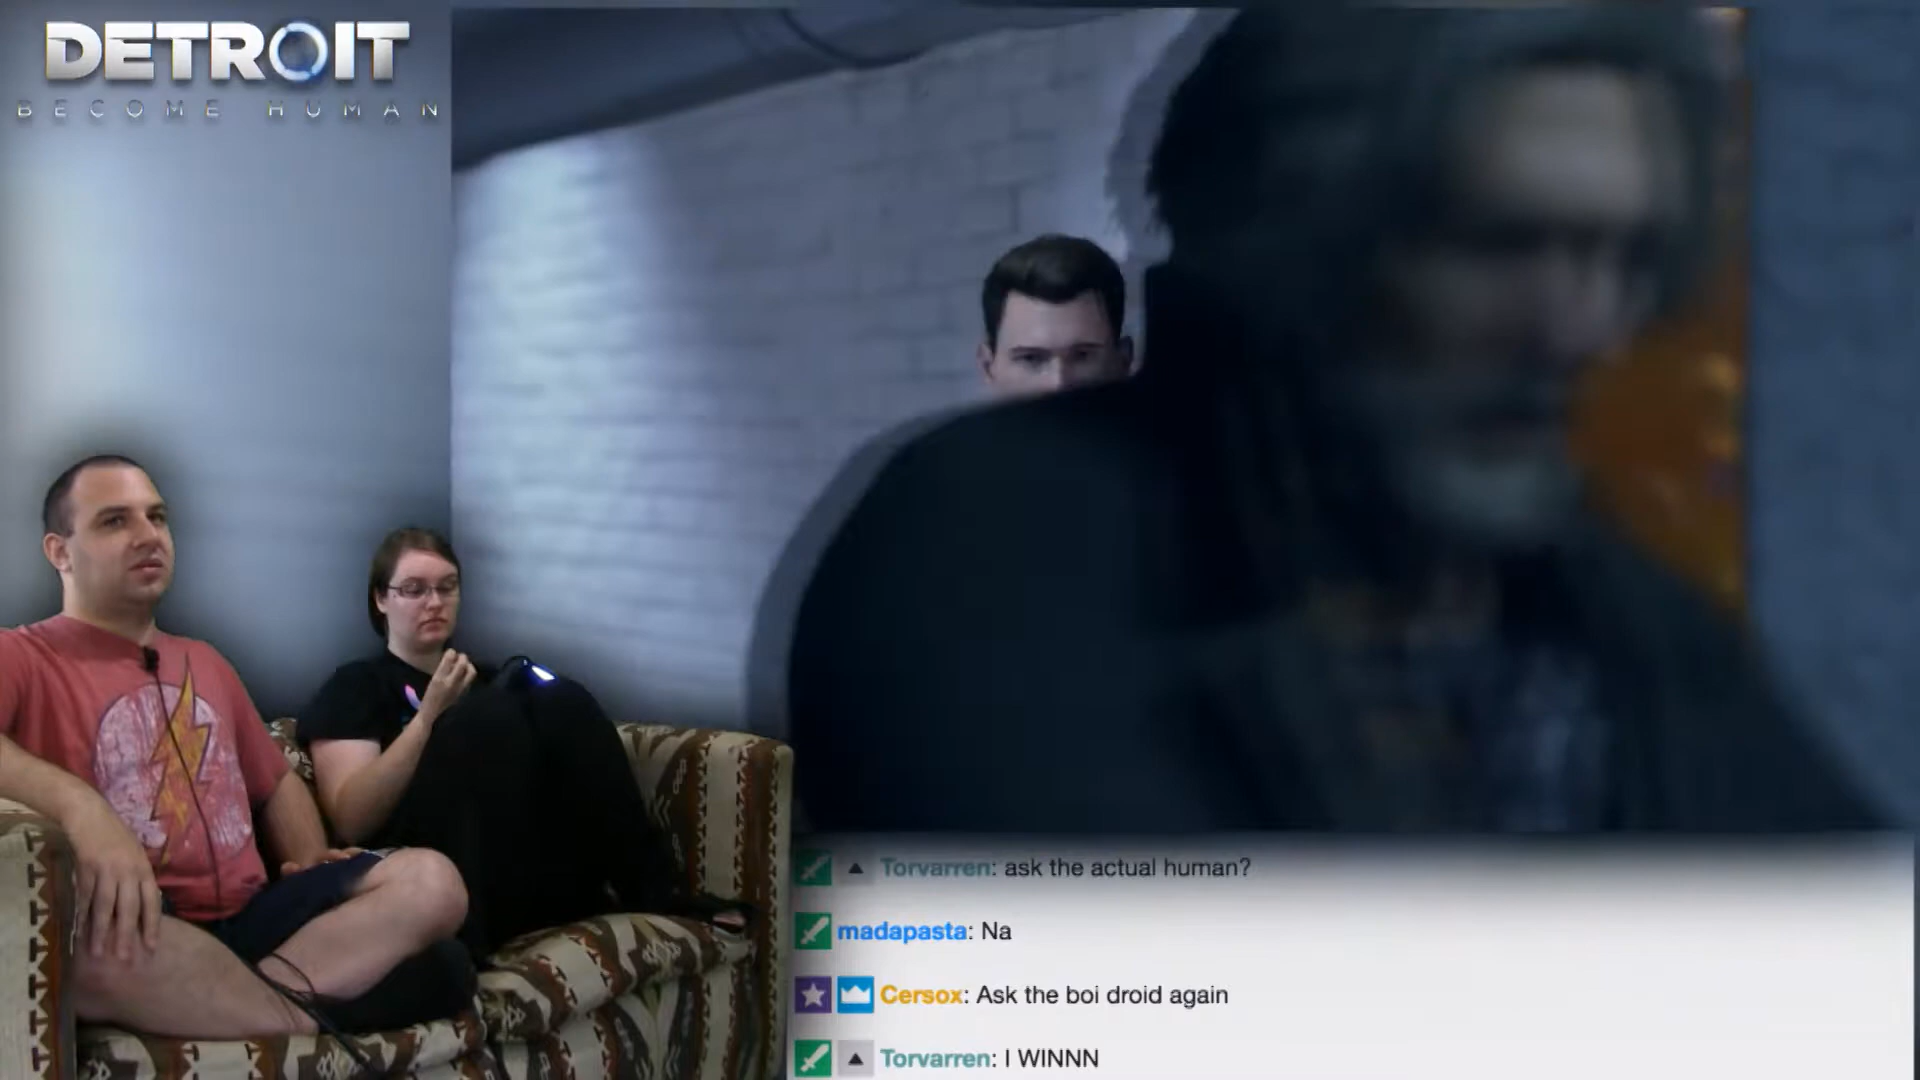 DETROIT
BECOME HUMAN
Torvarren: ask the actual human?
madapasta: Na
Cersox: Ask the boi droid again
Torvarren: I WINNN